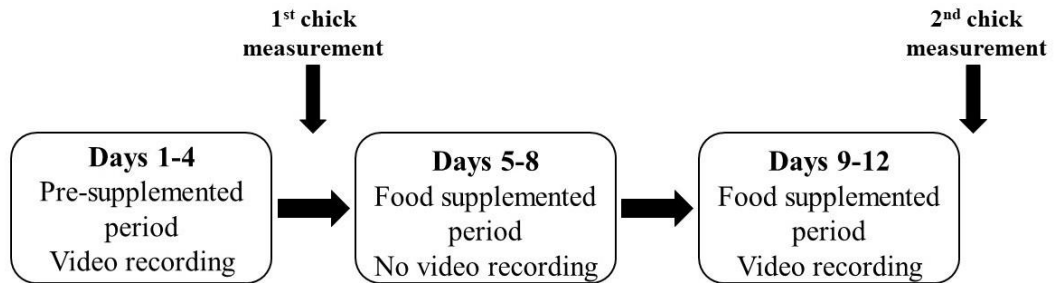 1st chick
measurement
2nd chick
measurement
Days 1-4
Pre-supplemented
period
Video recording
Days 5-8
Food supplemented
period
No video recording
Days 9-12
Food supplemented
period
Video recording